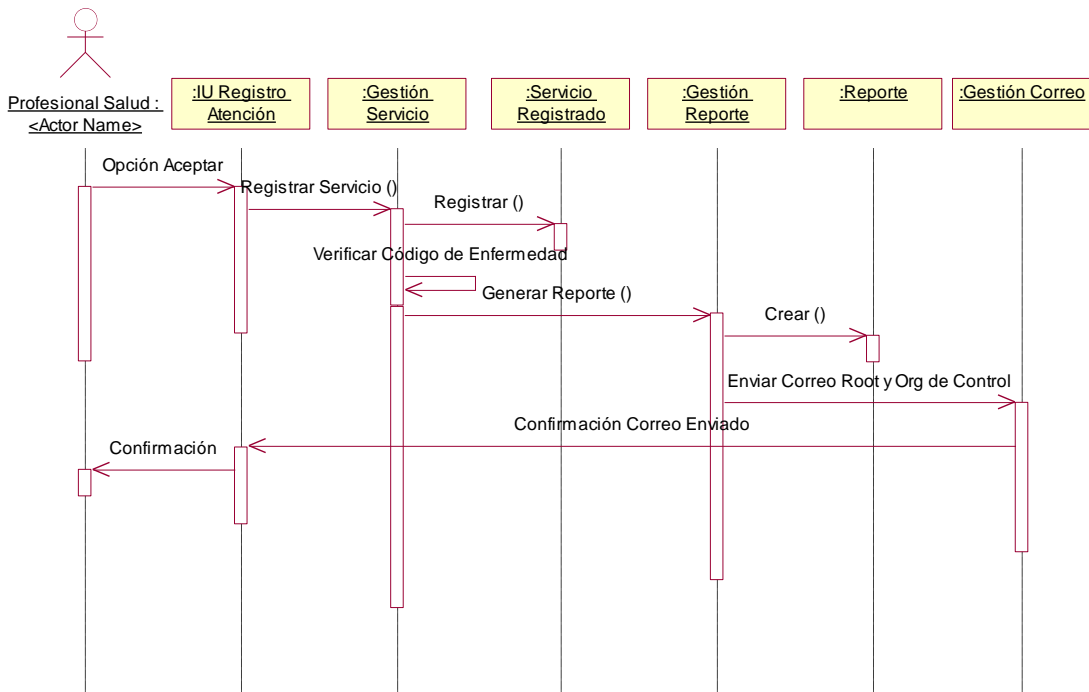 Profesional Salud :
<Actor Name>
:IU Registro
Atención
:Gestión
Servicio
:Servicio
Registrado
:Gestión
Reporte
:Reporte
:Gestión Correo
Opción Aceptar
Registrar Servicio ()
Registrar ()
Verificar Código de Enfermedad
Generar Reporte ()
Crear ()
Enviar Correo Root y Org de Control
Confirmación Correo Enviado
Confirmación